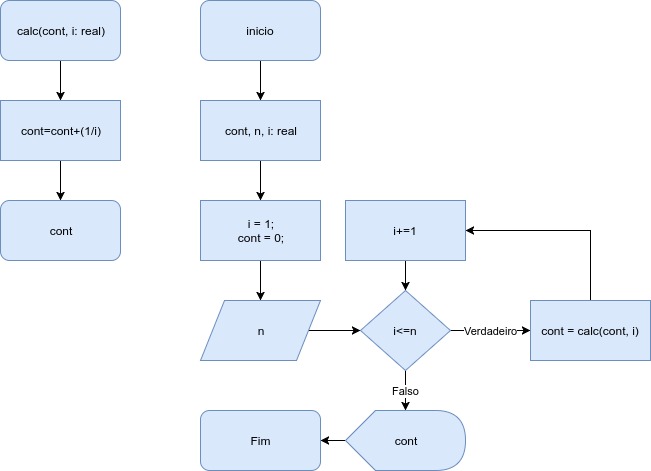 calc(cont, i: real)
cont=cont+(1/i)
cont
inicio
cont, n, i: real
i = 1;
cont = 0;
n
i+=1
i<=n
Verdadeiro
cont = calc(cont, i)
Falso
cont
Fim